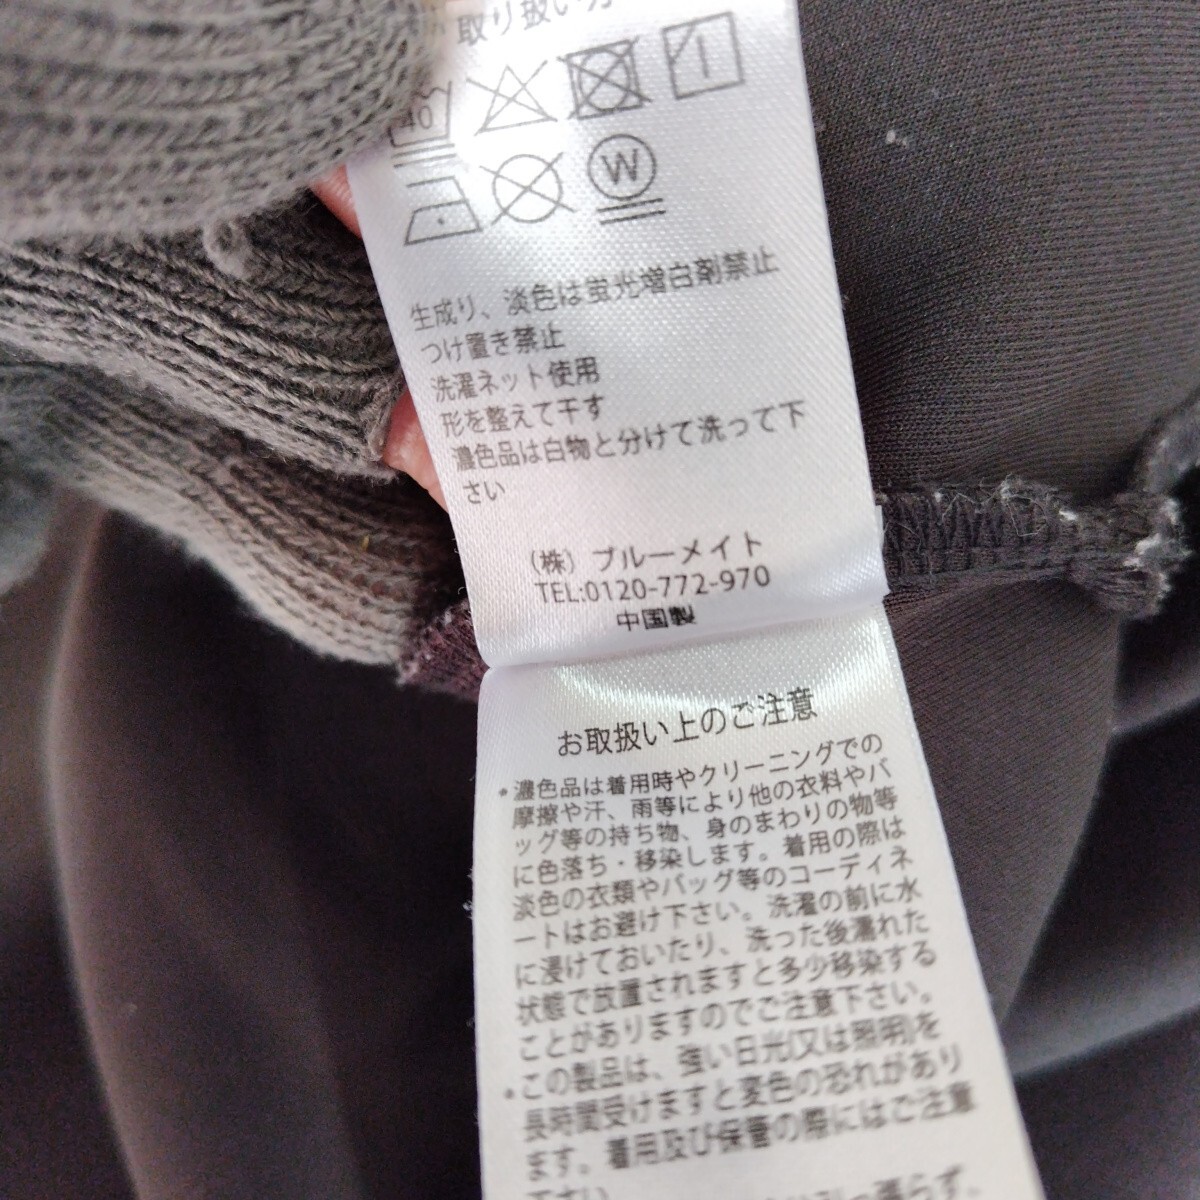 取り扱い方
40
W
生成り、淡色は蛍光増白剤禁止
つけ置き禁止
洗濯ネット使用
形を整えて干す
濃色品は白物と分けて洗って下
さい
(株) ブルーメイト
TEL:0120-772-970
中国製
お取扱い上のご注意
•濃色品は着用時やクリーニングでの
摩擦や汗、雨等により他の衣料やバ
ッグ等の持ち物、身のまわりの物等
に色落ち・移染します。着用の際は
淡色の衣類やバッグ等のコーディネ
ートはお避け下さい。洗濯の前に水
に浸けておいたり、洗った後濡れた
状態で放置されますと多少移染する
ことがありますのでご注意下さい。
•この製品は、強い日光(又は照明)を
長時間受けますと変色の恐れがあり
ます。着用及び保管の際にはご注意
下さい。